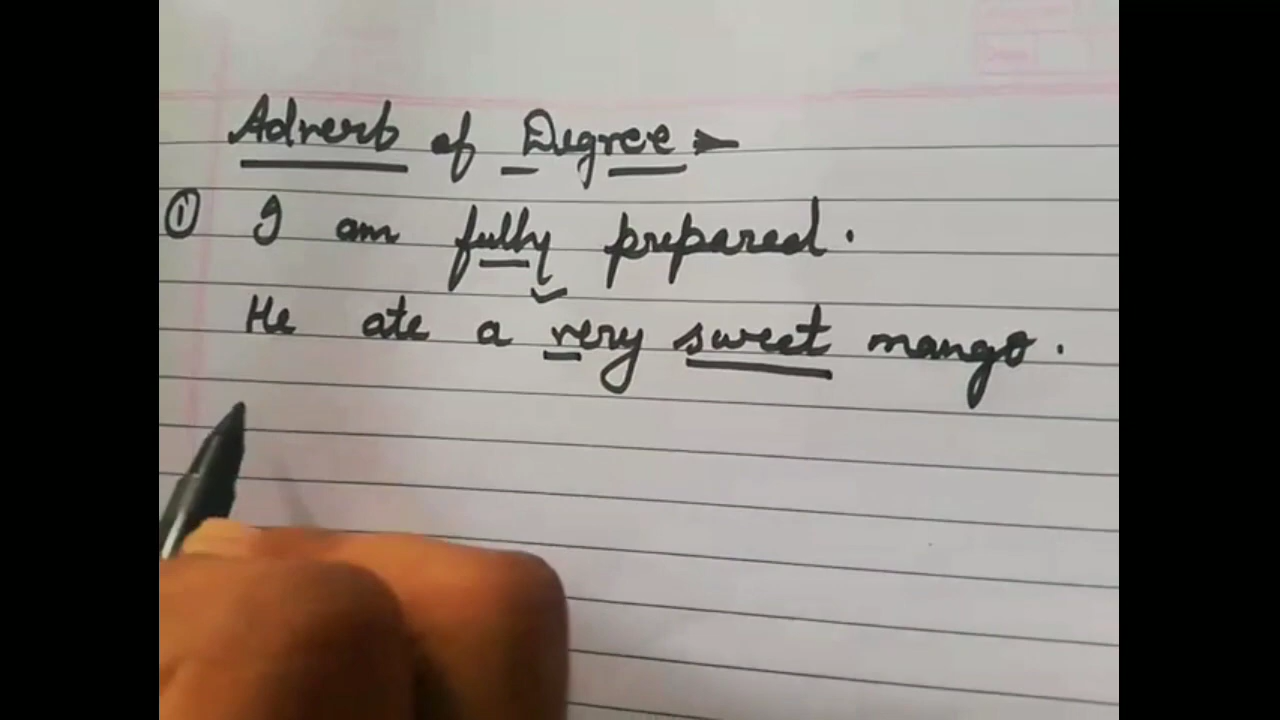 Adverb of Degree
① I am fully prepared.
He ate a very sweet mango.